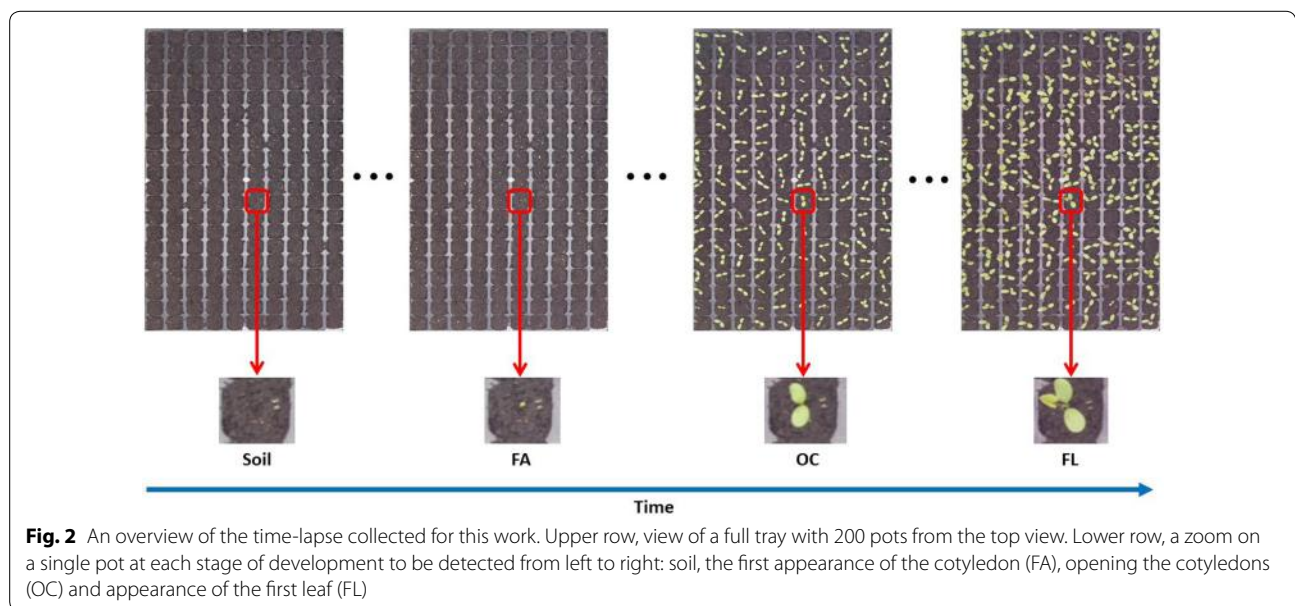 Soil
FA
OC
FL
Time
Fig. 2 An overview of the time-lapse collected for this work. Upper row, view of a full tray with 200 pots from the top view. Lower row, a zoom on
a single pot at each stage of development to be detected from left to right: soil, the first appearance of the cotyledon (FA), opening the cotyledons
(OC) and appearance of the first leaf (FL)